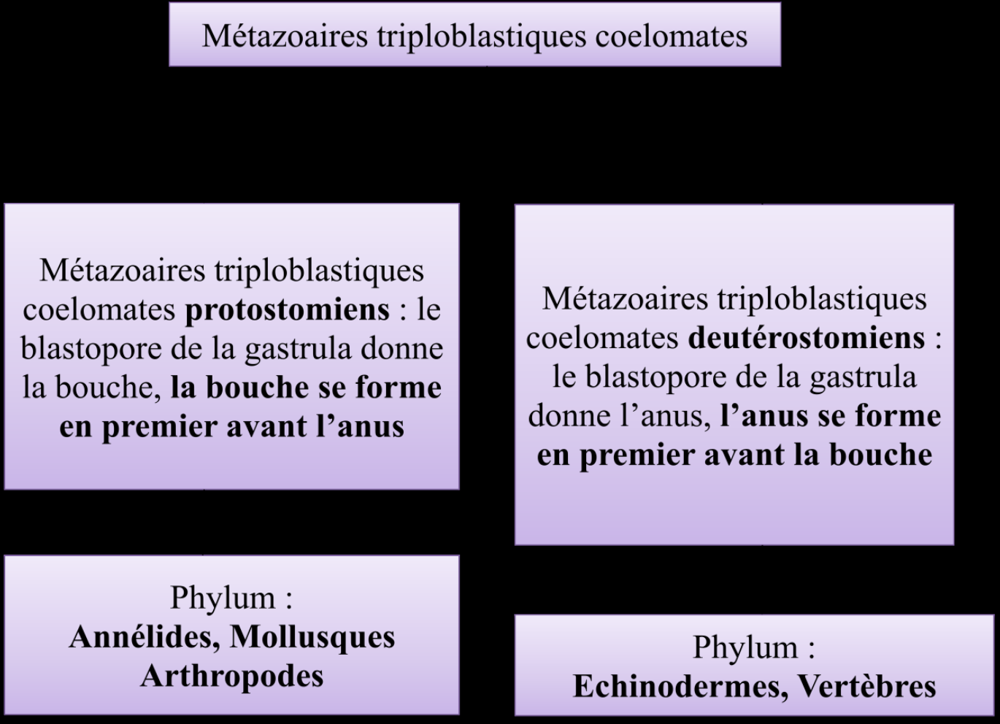 Métazoaires triploblastiques coelomates
Métazoaires triploblastiques
coelomates protostomiens : le
blastopore de la gastrula donne
la bouche, la bouche se forme
en premier avant l’anus
Métazoaires triploblastiques
coelomates deutérostomiens :
le blastopore de la gastrula
donne l’anus, l’anus se forme
en premier avant la bouche
Phylum :
Annélides, Mollusques
Arthropodes
Phylum :
Echinodermes, Vertèbres